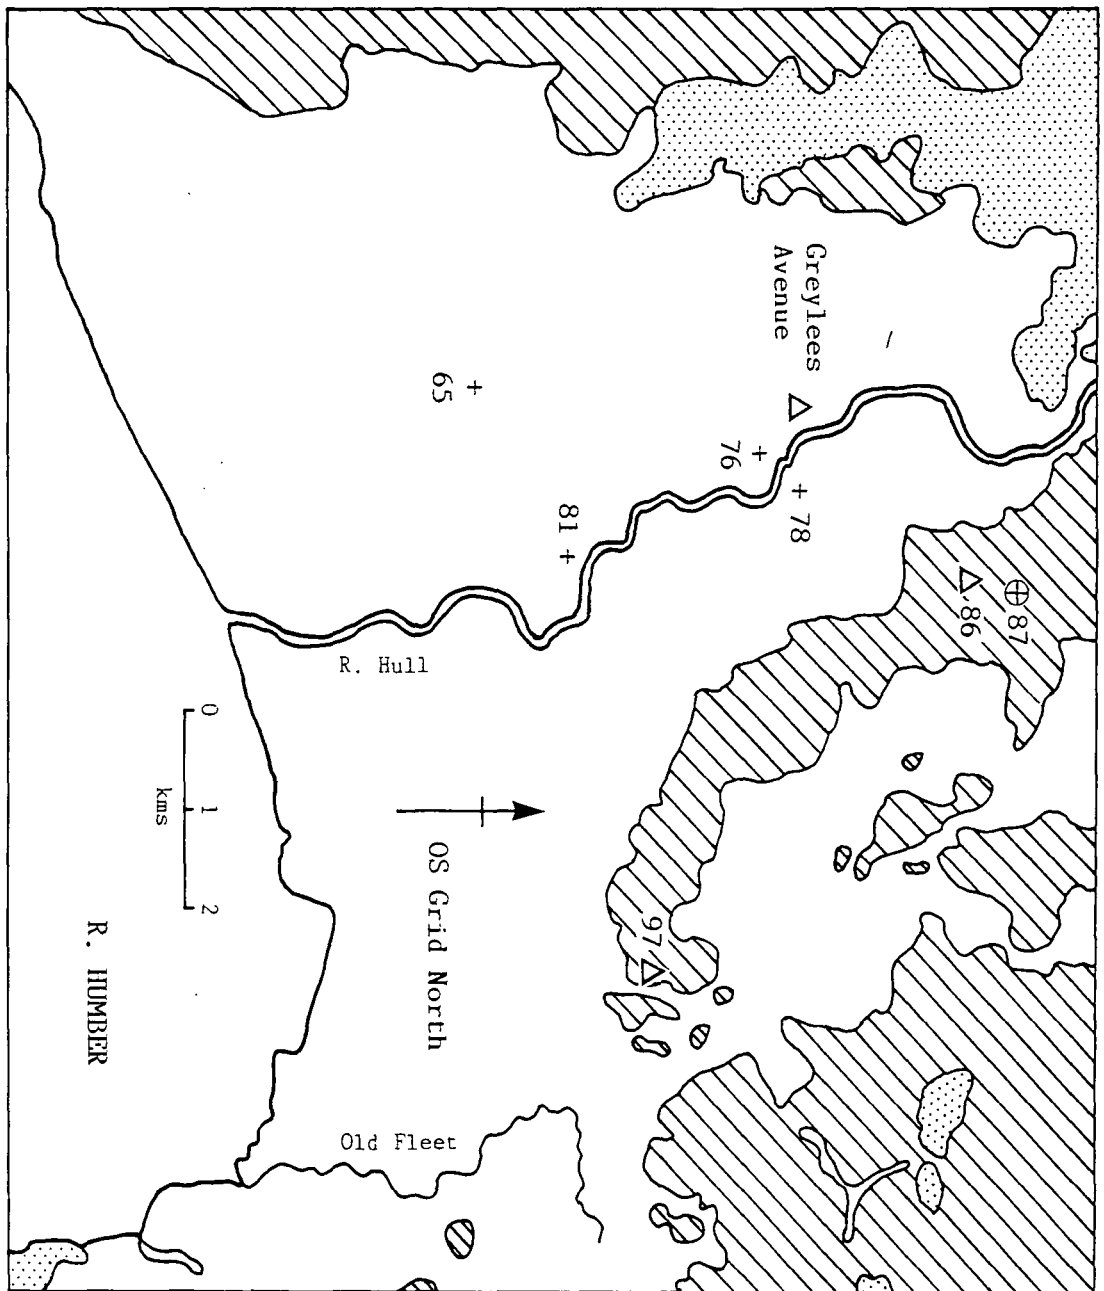 Greylees
Avenue
65
76
78
81
86
87
R. Hull
0
1
2
kms
OS Grid North
97
R. HUMBER
Old Fleet